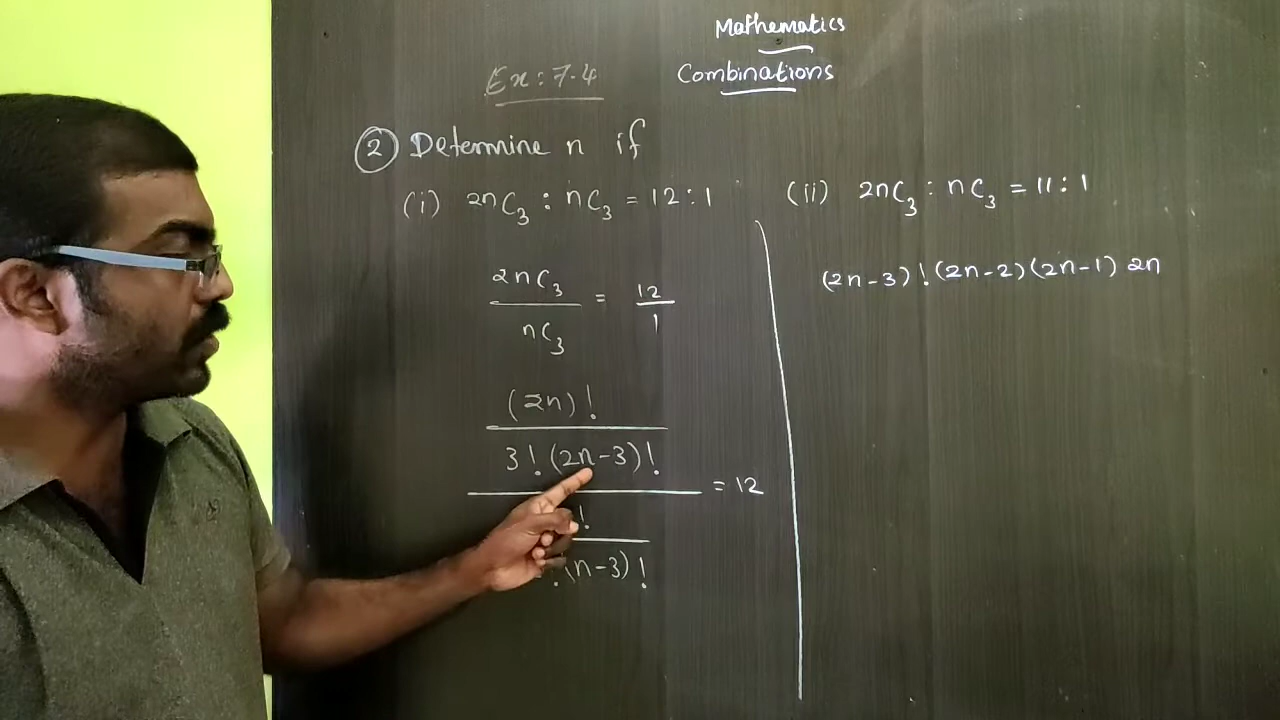 Mathematics
Ex: 7.4
Combinations
(2) Determine n if
(i) 2nC₃ : nC₃ = 12:1
(ii) 2nC₃ : nC₃ = 11:1
2nC₃
nC₃
= 12
1
(2n)!
3!(2n-3)!
!
!(n-3)!
= 12
(2n-3)!(2n-2)(2n-1) 2n